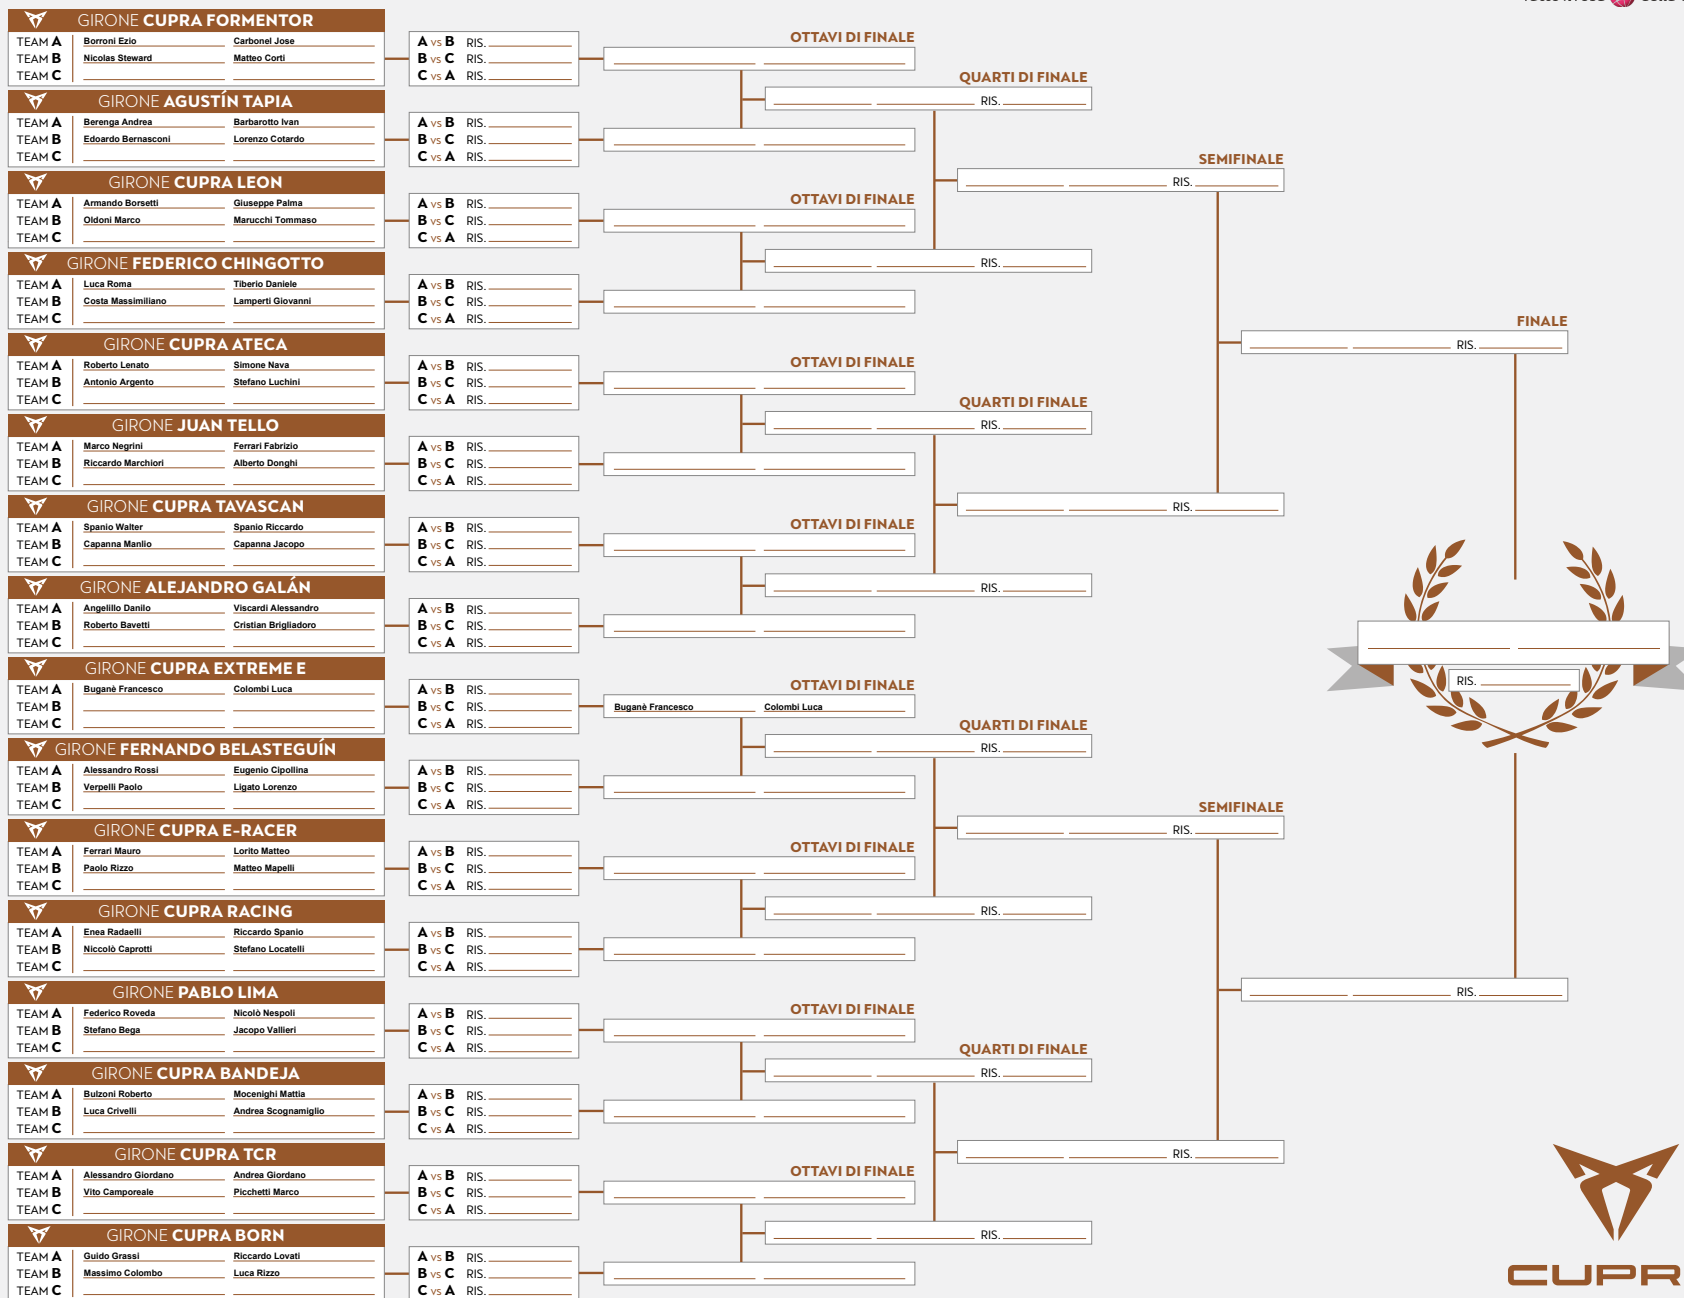 GIRONE CUPRA FORMENTOR
TEAM A Borroni Ezio Carbonel Jose
TEAM B Nicolas Steward Matteo Corti
TEAM C
A vs B RIS.
B vs C RIS.
C vs A RIS.
GIRONE AGUSTÍN TAPIA
TEAM A Berenga Andrea Barbarotto Ivan
TEAM B Edoardo Bernasconi Lorenzo Cotardo
TEAM C
A vs B RIS.
B vs C RIS.
C vs A RIS.
GIRONE CUPRA LEON
TEAM A Armando Borsetti Giuseppe Palma
TEAM B Oldoni Marco Marucchi Tommaso
TEAM C
A vs B RIS.
B vs C RIS.
C vs A RIS.
GIRONE FEDERICO CHINGOTTO
TEAM A Luca Roma Tiberio Daniele
TEAM B Costa Massimiliano Lamperti Giovanni
TEAM C
A vs B RIS.
B vs C RIS.
C vs A RIS.
GIRONE CUPRA ATECA
TEAM A Roberto Lenato Simone Nava
TEAM B Antonio Argento Stefano Luchini
TEAM C
A vs B RIS.
B vs C RIS.
C vs A RIS.
GIRONE JUAN TELLO
TEAM A Marco Negrini Ferrari Fabrizio
TEAM B Riccardo Marchiori Alberto Donghi
TEAM C
A vs B RIS.
B vs C RIS.
C vs A RIS.
GIRONE CUPRA TAVASCAN
TEAM A Spanio Walter Spanio Riccardo
TEAM B Capanna Manlio Capanna Jacopo
TEAM C
A vs B RIS.
B vs C RIS.
C vs A RIS.
GIRONE ALEJANDRO GALÁN
TEAM A Angelillo Danilo Viscardi Alessandro
TEAM B Roberto Bavetti Cristian Brigliadoro
TEAM C
A vs B RIS.
B vs C RIS.
C vs A RIS.
GIRONE CUPRA EXTREME E
TEAM A Buganè Francesco Colombi Luca
TEAM B
TEAM C
A vs B RIS.
B vs C RIS.
C vs A RIS.
GIRONE FERNANDO BELASTEGUÍN
TEAM A Alessandro Rossi Eugenio Cipollina
TEAM B Verpelli Paolo Ligato Lorenzo
TEAM C
A vs B RIS.
B vs C RIS.
C vs A RIS.
GIRONE CUPRA E-RACER
TEAM A Ferrari Mauro Lorito Matteo
TEAM B Paolo Rizzo Matteo Mapelli
TEAM C
A vs B RIS.
B vs C RIS.
C vs A RIS.
GIRONE CUPRA RACING
TEAM A Enea Radaelli Riccardo Spanio
TEAM B Niccolò Caprotti Stefano Locatelli
TEAM C
A vs B RIS.
B vs C RIS.
C vs A RIS.
GIRONE PABLO LIMA
TEAM A Federico Roveda Nicolò Nespoli
TEAM B Stefano Bega Jacopo Vallieri
TEAM C
A vs B RIS.
B vs C RIS.
C vs A RIS.
GIRONE CUPRA BANDEJA
TEAM A Bulzoni Roberto Mocenighi Mattia
TEAM B Luca Crivelli Andrea Scognamiglio
TEAM C
A vs B RIS.
B vs C RIS.
C vs A RIS.
GIRONE CUPRA TCR
TEAM A Alessandro Giordano Andrea Giordano
TEAM B Vito Camporeale Picchetti Marco
TEAM C
A vs B RIS.
B vs C RIS.
C vs A RIS.
GIRONE CUPRA BORN
TEAM A Guido Grassi Riccardo Lovati
TEAM B Massimo Colombo Luca Rizzo
TEAM C
A vs B RIS.
B vs C RIS.
C vs A RIS.
OTTAVI DI FINALE
OTTAVI DI FINALE
OTTAVI DI FINALE
OTTAVI DI FINALE
OTTAVI DI FINALE
Buganè Francesco Colombi Luca
OTTAVI DI FINALE
OTTAVI DI FINALE
OTTAVI DI FINALE
QUARTI DI FINALE
RIS.
RIS.
QUARTI DI FINALE
RIS.
RIS.
QUARTI DI FINALE
RIS.
RIS.
QUARTI DI FINALE
RIS.
RIS.
SEMIFINALE
RIS.
RIS.
SEMIFINALE
RIS.
RIS.
FINALE
RIS.
RIS.
RIS.
CUPR